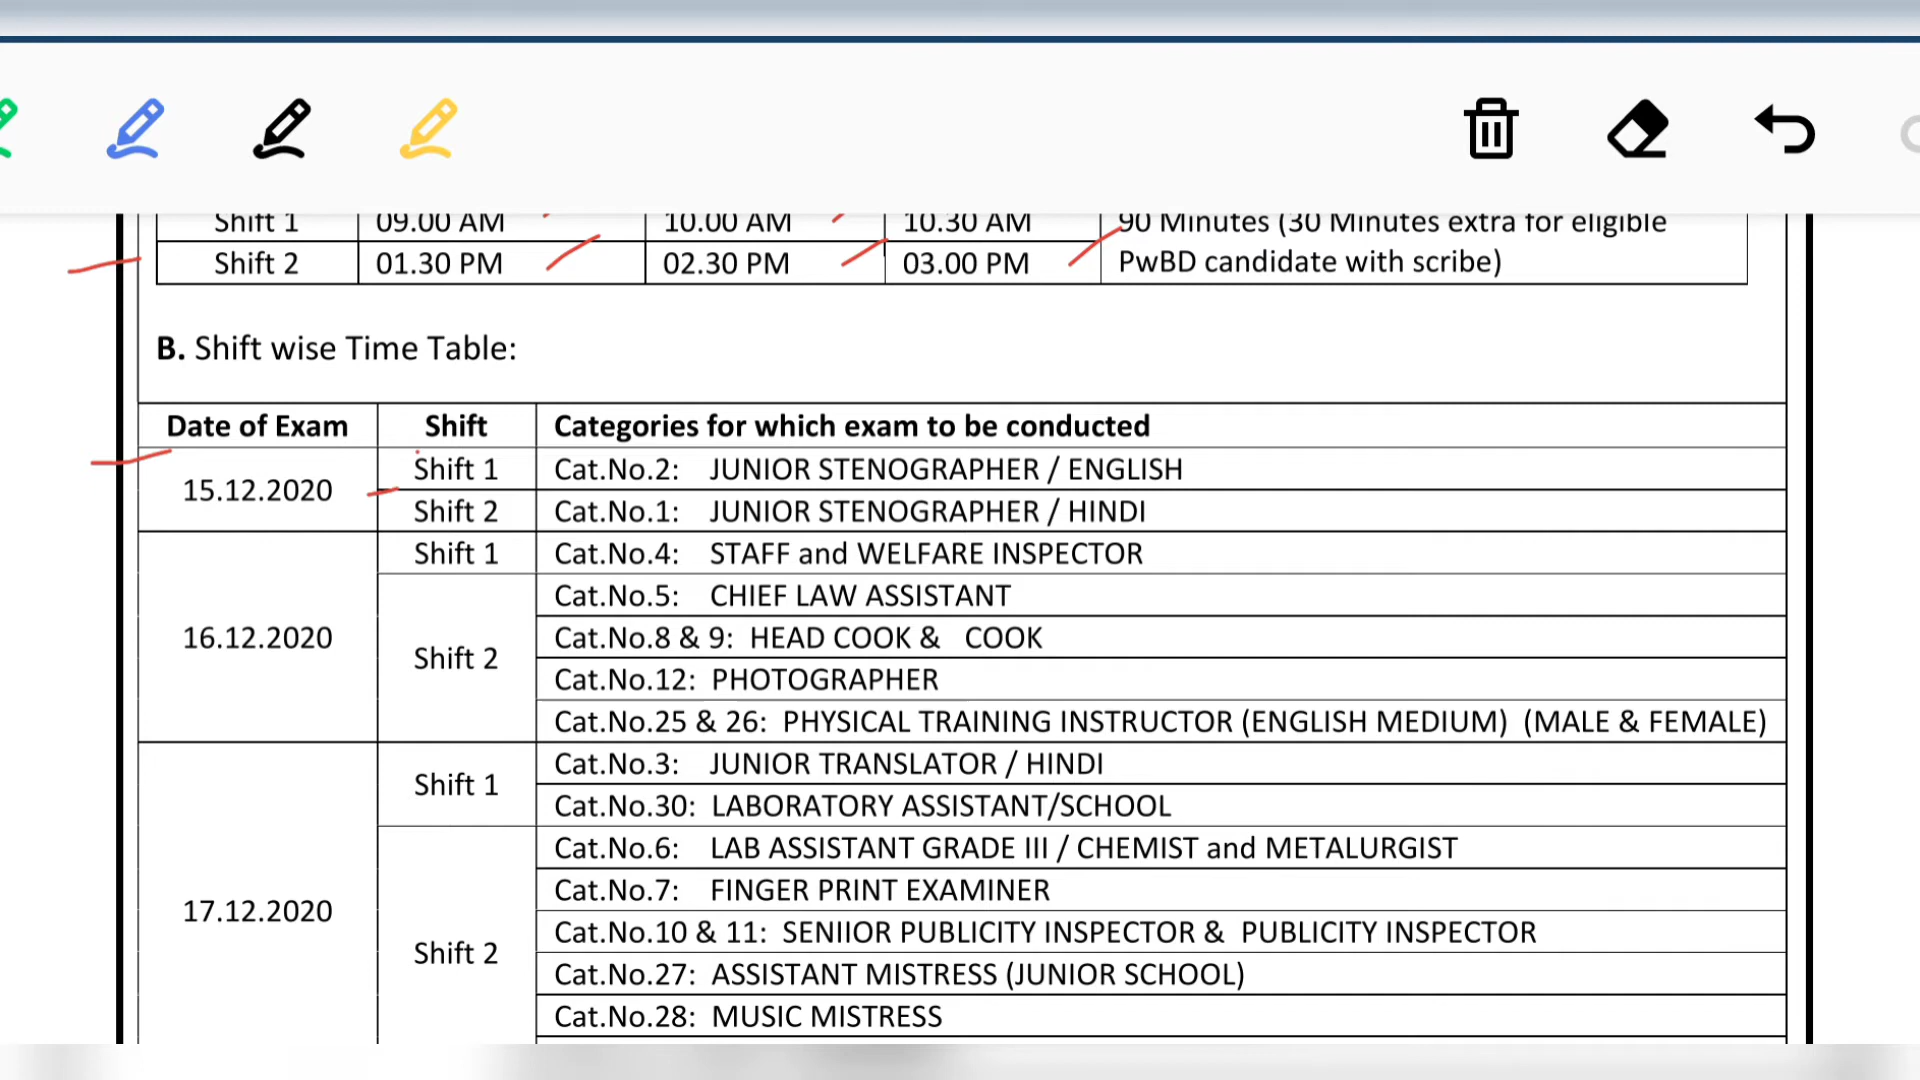 Shift 1 09.00 AM 10.00 AM 10.30 AM 90 Minutes (30 Minutes extra for eligible
Shift 2 01.30 PM 02.30 PM 03.00 PM PwBD candidate with scribe)
B. Shift wise Time Table:
Date of Exam Shift Categories for which exam to be conducted
15.12.2020 Shift 1 Cat.No.2: JUNIOR STENOGRAPHER / ENGLISH
Shift 2 Cat.No.1: JUNIOR STENOGRAPHER / HINDI
16.12.2020 Shift 1 Cat.No.4: STAFF and WELFARE INSPECTOR
Shift 2 Cat.No.5: CHIEF LAW ASSISTANT
Cat.No.8 & 9: HEAD COOK & COOK
Cat.No.12: PHOTOGRAPHER
Cat.No.25 & 26: PHYSICAL TRAINING INSTRUCTOR (ENGLISH MEDIUM) (MALE & FEMALE)
17.12.2020 Shift 1 Cat.No.3: JUNIOR TRANSLATOR / HINDI
Cat.No.30: LABORATORY ASSISTANT/SCHOOL
Shift 2 Cat.No.6: LAB ASSISTANT GRADE III / CHEMIST and METALURGIST
Cat.No.7: FINGER PRINT EXAMINER
Cat.No.10 & 11: SENIIOR PUBLICITY INSPECTOR & PUBLICITY INSPECTOR
Cat.No.27: ASSISTANT MISTRESS (JUNIOR SCHOOL)
Cat.No.28: MUSIC MISTRESS